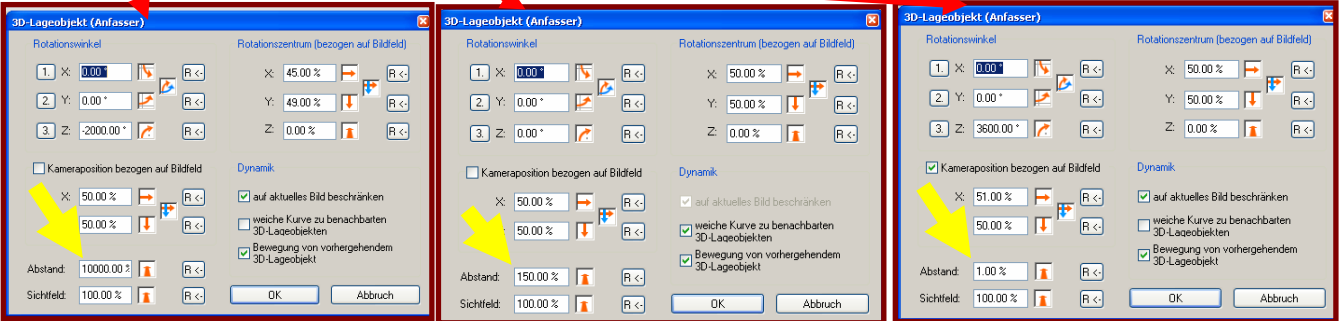 3D-Lageobjekt (Anfasser)
Rotationswinkel Rotationszentrum (bezogen auf Bildfeld)
1. X: 0.00 ° R <- X: 45.00 % R <-
2. Y: 0.00 ° R <- Y: 49.00 % R <-
3. Z: -2000.00 ° R <- Z: 0.00 % R <-
Kameraposition bezogen auf Bildfeld Dynamik
X: 50.00 % R <- auf aktuelles Bild beschränken
50.00 % R <- weiche Kurve zu benachbarten
3D-Lageobjekten
Bewegung von vorhergehendem
3D-Lageobjekt
Abstand: 10000.00 % R <-
Sichtfeld: 100.00 % R <- OK Abbruch
3D-Lageobjekt (Anfasser)
Rotationswinkel Rotationszentrum (bezogen auf Bildfeld)
1. X: 0.00 ° R <- X: 50.00 % R <-
2. Y: 0.00 ° R <- Y: 50.00 % R <-
3. Z: 0.00 ° R <- Z: 0.00 % R <-
Kameraposition bezogen auf Bildfeld Dynamik
X: 50.00 % R <- auf aktuelles Bild beschränken
50.00 % R <- weiche Kurve zu benachbarten
3D-Lageobjekten
Bewegung von vorhergehendem
3D-Lageobjekt
Abstand: 150.00 % R <-
Sichtfeld: 100.00 % R <- OK Abbruch
3D-Lageobjekt (Anfasser)
Rotationswinkel Rotationszentrum (bezogen auf Bildfeld)
1. X: 0.00 ° R <- X: 50.00 % R <-
2. Y: 0.00 ° R <- Y: 50.00 % R <-
3. Z: 3600.00 ° R <- Z: 0.00 % R <-
Kameraposition bezogen auf Bildfeld Dynamik
X: 51.00 % R <- auf aktuelles Bild beschränken
50.00 % R <- weiche Kurve zu benachbarten
3D-Lageobjekten
Bewegung von vorhergehendem
3D-Lageobjekt
Abstand: 1.00 % R <-
Sichtfeld: 100.00 % R <- OK Abbruch